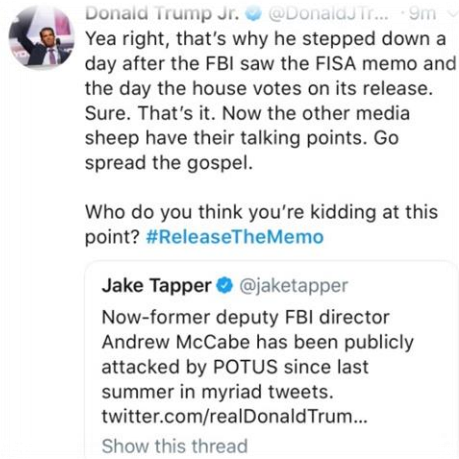 Donald Trump Jr. @DonaldJTr... · 9m
Yea right, that's why he stepped down a
day after the FBI saw the FISA memo and
the day the house votes on its release.
Sure. That's it. Now the other media
sheep have their talking points. Go
spread the gospel.
Who do you think you're kidding at this
point? #ReleaseTheMemo
Jake Tapper @jaketapper
Now-former deputy FBI director
Andrew McCabe has been publicly
attacked by POTUS since last
summer in myriad tweets.
twitter.com/realDonaldTrum...
Show this thread